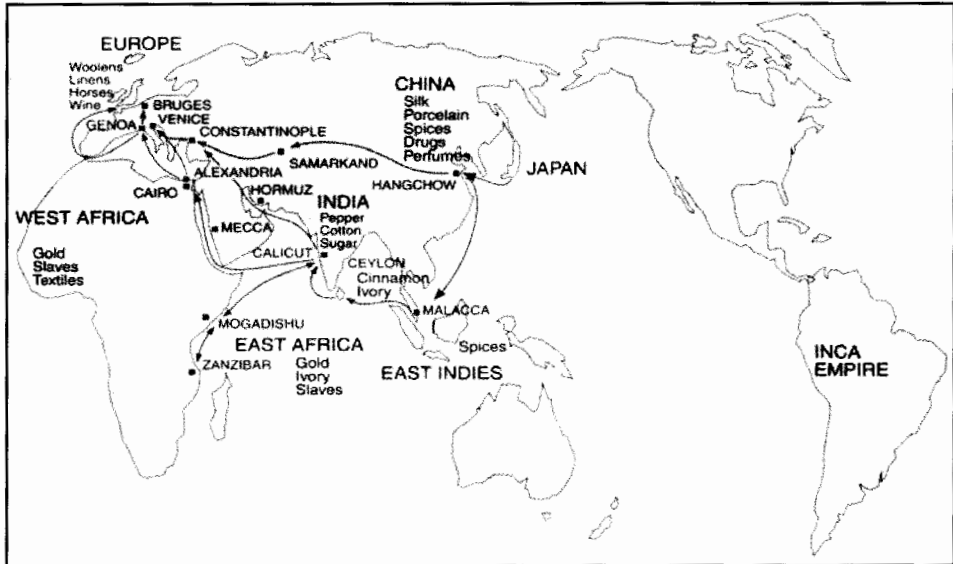 EUROPE
Woolens
Linens
Horses
Wine
BRUGES
VENICE
GENOA
CONSTANTINOPLE
SAMARKAND
CHINA
Silk
Porcelain
Spices
Drugs
Perfumes
HANGCHOW
JAPAN
ALEXANDRIA
CAIRO
HORMUZ
INDIA
Pepper
Cotton
Sugar
WEST AFRICA
Gold
Slaves
Textiles
MECCA
CALICUT
CEYLON
Cinnamon
Ivory
MALACCA
MOGADISHU
EAST AFRICA
Gold
Ivory
Slaves
ZANZIBAR
Spices
EAST INDIES
INCA
EMPIRE